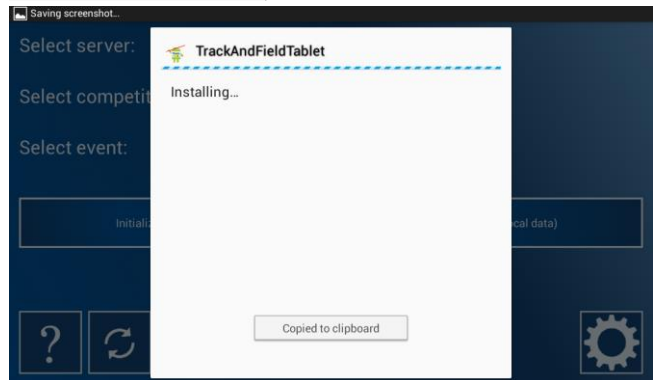 Saving screenshot...
Select server:
TrackAndFieldTablet
Installing...
Select competit
Select event:
Initializ
cal data)
Copied to clipboard
?